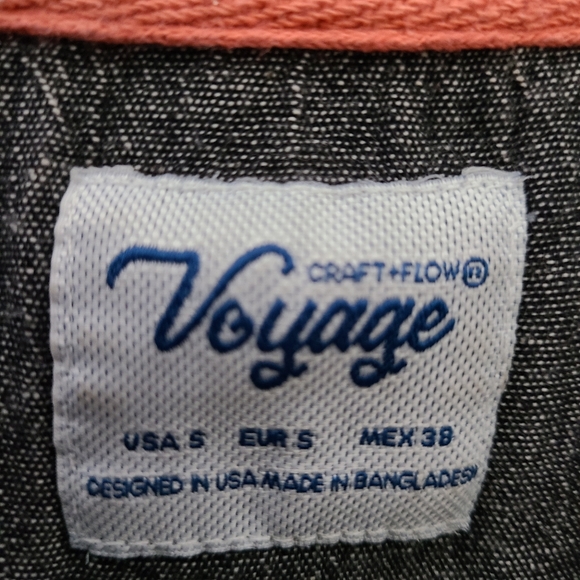 CRAFT+FLOW®
Voyage
USA S EUR S MEX 38
DESIGNED IN USA MADE IN BANGLADESH